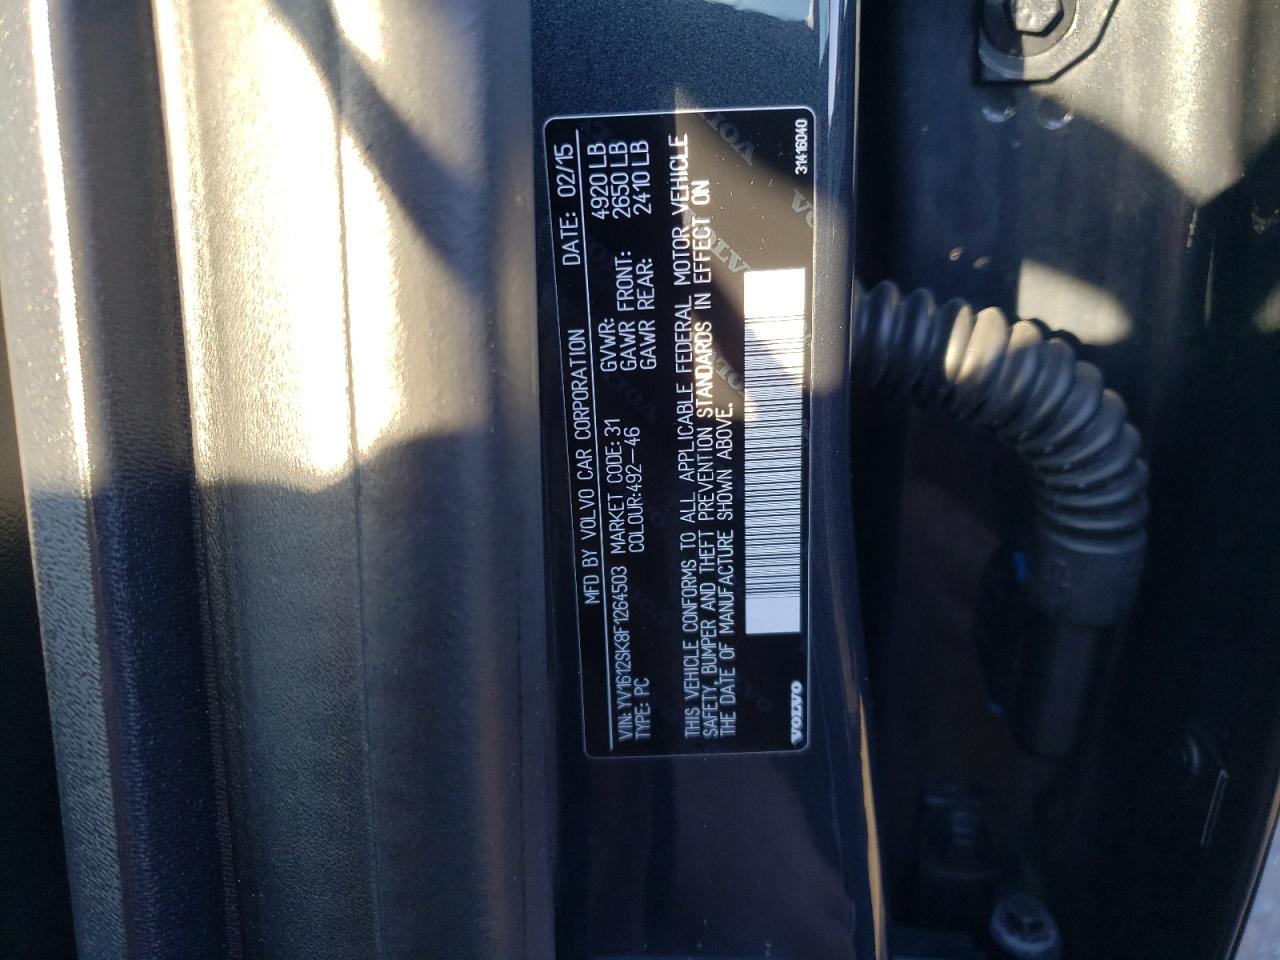 MFD BY VOLVO CAR CORPORATION DATE: 02/15
VIN: YV1612SK8F1264503 MARKET CODE: 31 GVWR: 4920 LB
TYPE: PC COLOUR:492-46 GAWR FRONT: 2650 LB
GAWR REAR: 2410 LB
THIS VEHICLE CONFORMS TO ALL APPLICABLE FEDERAL MOTOR VEHICLE
SAFETY, BUMPER AND THEFT PREVENTION STANDARDS IN EFFECT ON
THE DATE OF MANUFACTURE SHOWN ABOVE.
VOLVO 31416040